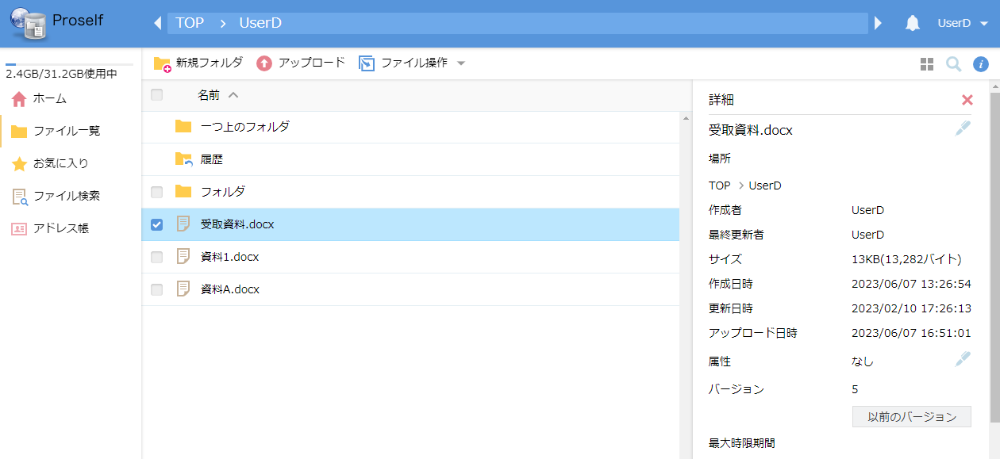 Proself
TOP > UserD
UserD
2.4GB/31.2GB使用中
ホーム
ファイル一覧
お気に入り
ファイル検索
アドレス帳
新規フォルダ アップロード ファイル操作
名前
一つ上のフォルダ
履歴
フォルダ
受取資料.docx
資料1.docx
資料A.docx
詳細
受取資料.docx
場所
TOP > UserD
作成者 UserD
最終更新者 UserD
サイズ 13KB(13,282バイト)
作成日時 2023/06/07 13:26:54
更新日時 2023/02/10 17:26:13
アップロード日時 2023/06/07 16:51:01
属性 なし
バージョン 5
以前のバージョン
最大時限期間